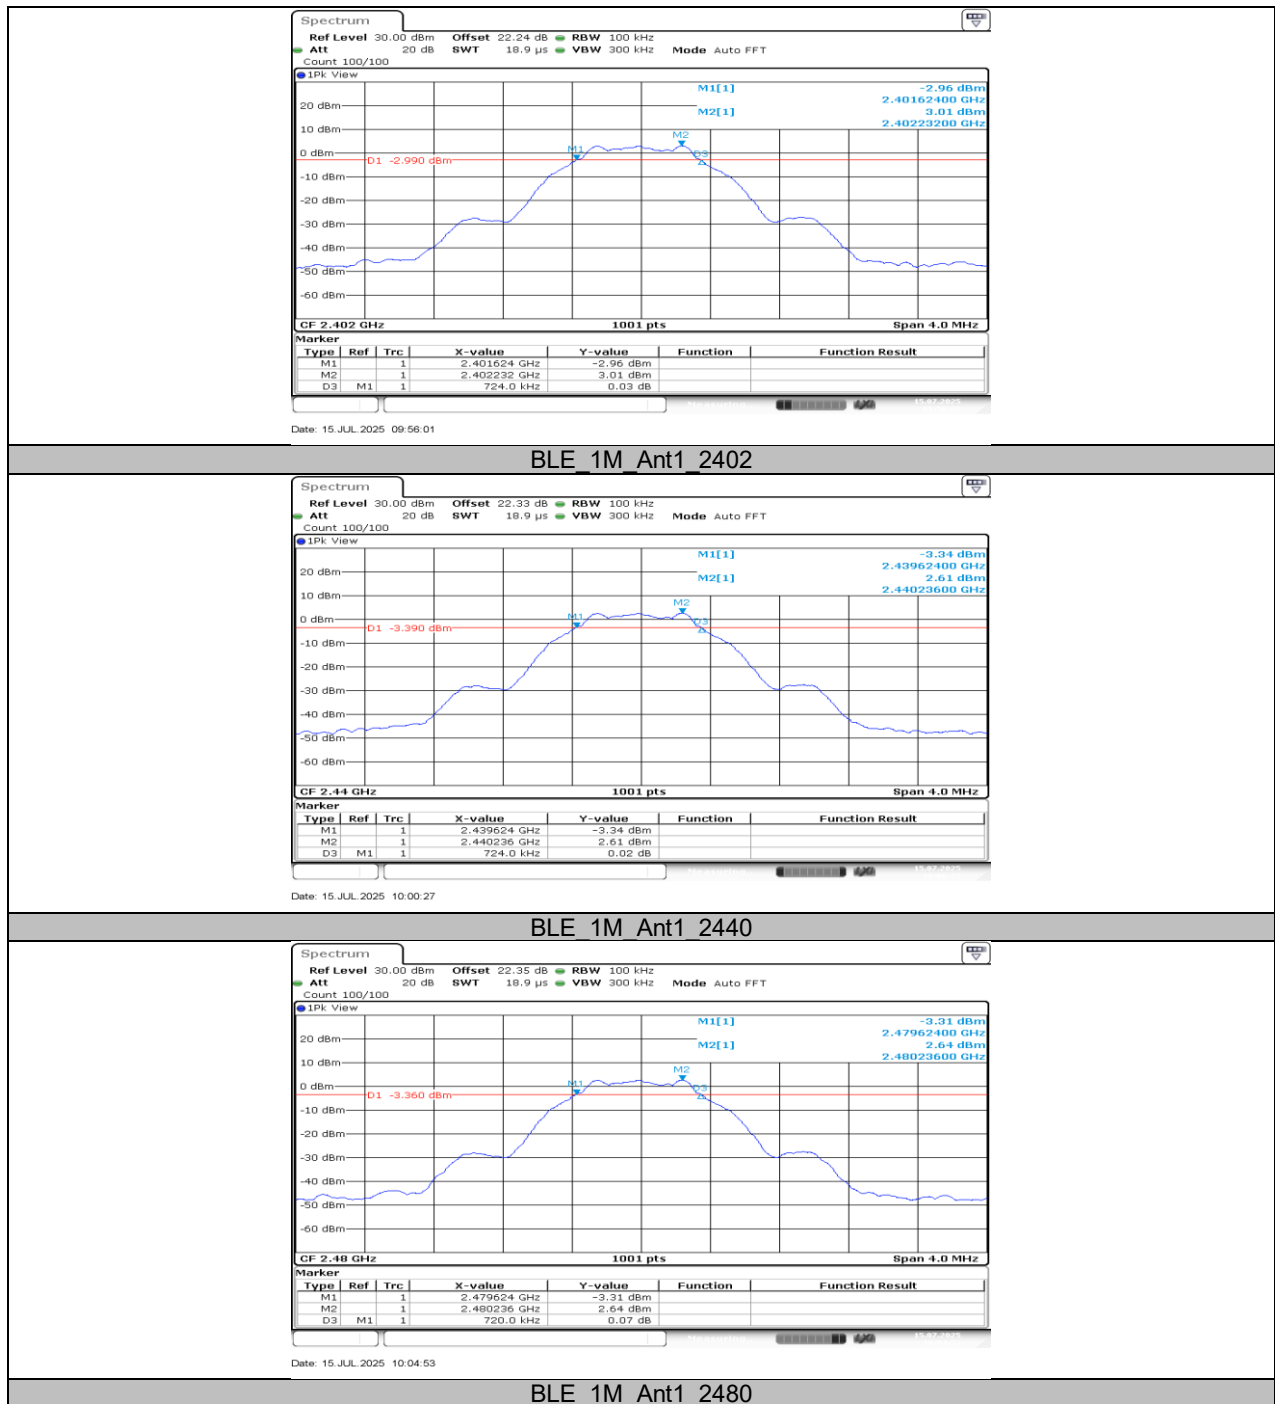 Spectrum
Ref Level 30.00 dBm Offset 22.24 dB RBW 100 kHz
Att 20 dB SWT 18.9 µs VBW 300 kHz Mode Auto FFT
Count 100/100
1Pk View
M1[1] -2.96 dBm
2.40162400 GHz
20 dBm
M2[1] 3.01 dBm
2.40223200 GHz
10 dBm
M2
0 dBm
M1
D3
D1 -2.990 dBm
-10 dBm
-20 dBm
-30 dBm
-40 dBm
-50 dBm
-60 dBm
CF 2.402 GHz 1001 pts Span 4.0 MHz
Marker
Type Ref Trc X-value Y-value Function Function Result
M1 1 2.401624 GHz -2.96 dBm
M2 1 2.402232 GHz 3.01 dBm
D3 M1 1 724.0 kHz 0.03 dB
Date: 15.JUL.2025 09:56:01
BLE_1M_Ant1_2402
Spectrum
Ref Level 30.00 dBm Offset 22.33 dB RBW 100 kHz
Att 20 dB SWT 18.9 µs VBW 300 kHz Mode Auto FFT
Count 100/100
1Pk View
M1[1] -3.34 dBm
2.43962400 GHz
20 dBm
M2[1] 2.61 dBm
2.44023600 GHz
10 dBm
M2
0 dBm
M1
D3
D1 -3.390 dBm
-10 dBm
-20 dBm
-30 dBm
-40 dBm
-50 dBm
-60 dBm
CF 2.44 GHz 1001 pts Span 4.0 MHz
Marker
Type Ref Trc X-value Y-value Function Function Result
M1 1 2.439624 GHz -3.34 dBm
M2 1 2.440236 GHz 2.61 dBm
D3 M1 1 724.0 kHz 0.02 dB
Date: 15.JUL.2025 10:00:27
BLE_1M_Ant1_2440
Spectrum
Ref Level 30.00 dBm Offset 22.35 dB RBW 100 kHz
Att 20 dB SWT 18.9 µs VBW 300 kHz Mode Auto FFT
Count 100/100
1Pk View
M1[1] -3.31 dBm
2.47962400 GHz
20 dBm
M2[1] 2.64 dBm
2.48023600 GHz
10 dBm
M2
0 dBm
M1
D3
D1 -3.360 dBm
-10 dBm
-20 dBm
-30 dBm
-40 dBm
-50 dBm
-60 dBm
CF 2.48 GHz 1001 pts Span 4.0 MHz
Marker
Type Ref Trc X-value Y-value Function Function Result
M1 1 2.479624 GHz -3.31 dBm
M2 1 2.480236 GHz 2.64 dBm
D3 M1 1 720.0 kHz 0.07 dB
Date: 15.JUL.2025 10:04:53
BLE_1M_Ant1_2480